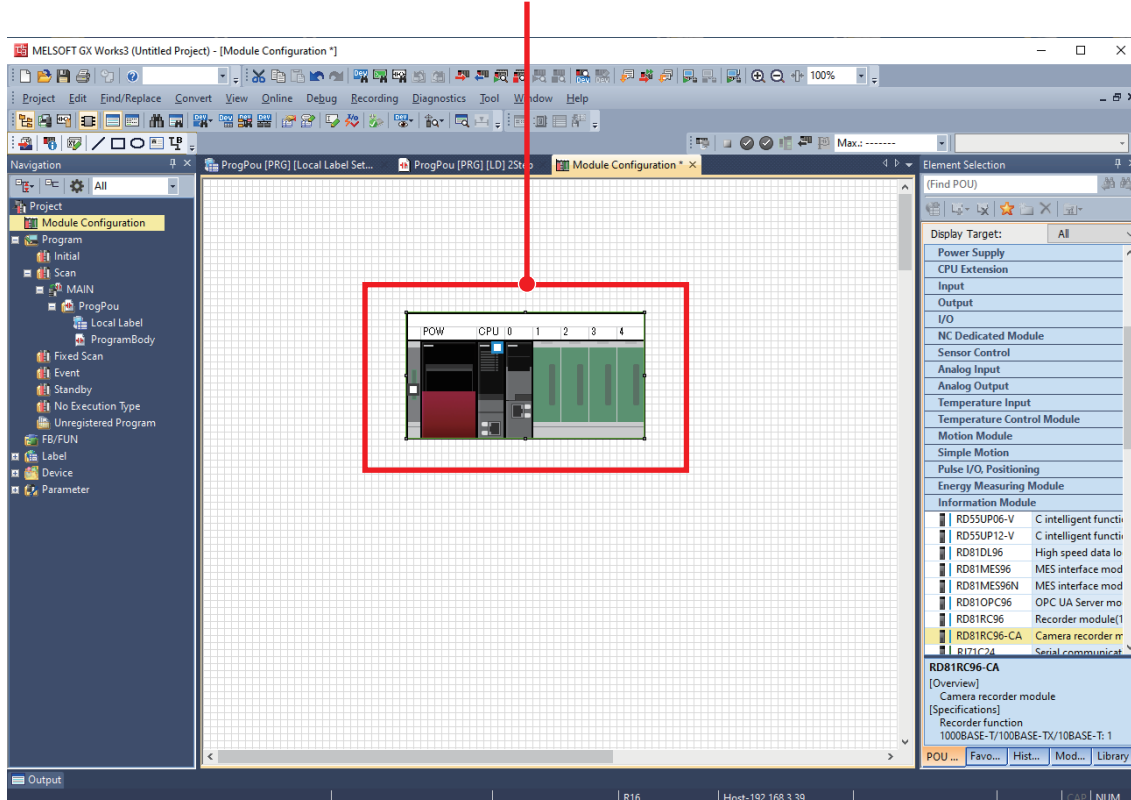 MELSOFT GX Works3 (Untitled Project) - [Module Configuration *]
100%
Project Edit Find/Replace Convert View Online Debug Recording Diagnostics Tool Window Help
Max.: -------
Navigation
ProgPou [PRG] [Local Label Set...
ProgPou [PRG] [LD] 2Step
Module Configuration *
Element Selection
All
(Find POU)
Project
Module Configuration
Program
Initial
Scan
MAIN
ProgPou
Local Label
ProgramBody
Fixed Scan
Event
Standby
No Execution Type
Unregistered Program
FB/FUN
Label
Device
Parameter
POW CPU 0 1 2 3 4
Display Target: All
Power Supply
CPU Extension
Input
Output
I/O
NC Dedicated Module
Sensor Control
Analog Input
Analog Output
Temperature Input
Temperature Control Module
Motion Module
Simple Motion
Pulse I/O, Positioning
Energy Measuring Module
Information Module
RD55UP06-V C intelligent functi
RD55UP12-V C intelligent functi
RD81DL96 High speed data lo
RD81MES96 MES interface mod
RD81MES96N MES interface mod
RD81OPC96 OPC UA Server mo
RD81RC96 Recorder module(1
RD81RC96-CA Camera recorder m
RJ71C24 Serial communicat
RD81RC96-CA
[Overview]
Camera recorder module
[Specifications]
Recorder function
1000BASE-T/100BASE-TX/10BASE-T: 1
POU ... Favo... Hist... Mod... Library
Output
R16 Host-192.168.3.39 CAP NUM